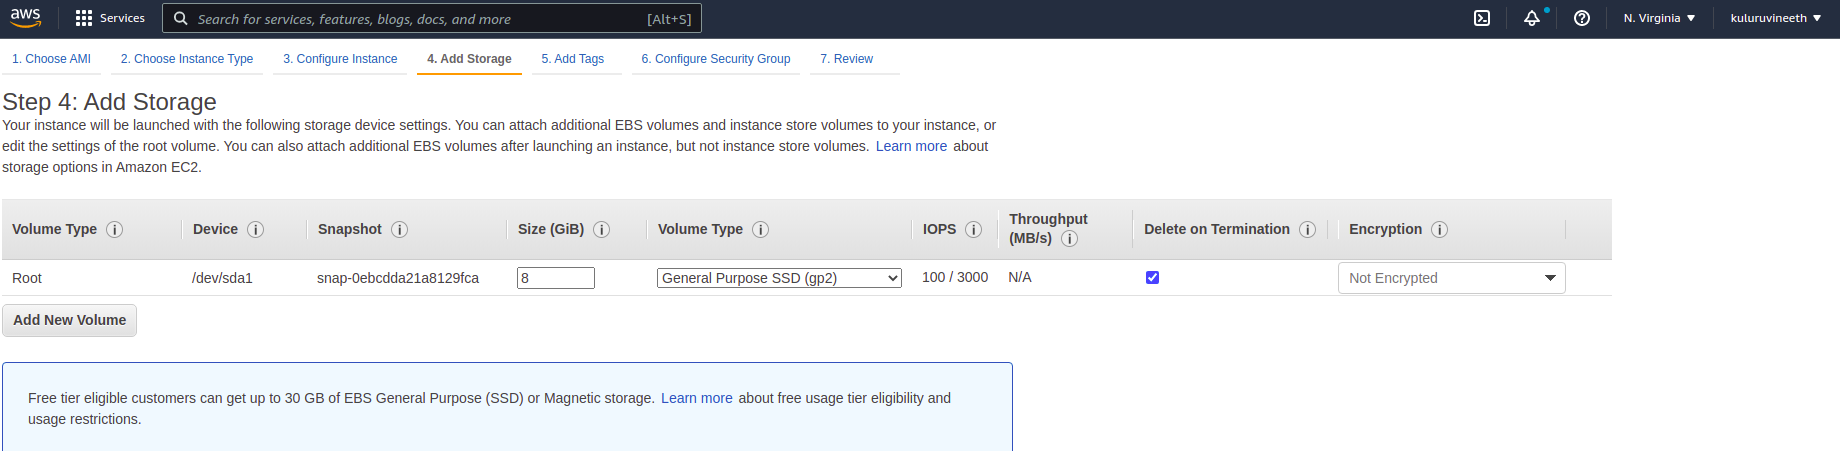 aws Services Search for services, features, blogs, docs, and more [Alt+S] N. Virginia kuluruvineeth
1. Choose AMI 2. Choose Instance Type 3. Configure Instance 4. Add Storage 5. Add Tags 6. Configure Security Group 7. Review
Step 4: Add Storage
Your instance will be launched with the following storage device settings. You can attach additional EBS volumes and instance store volumes to your instance, or
edit the settings of the root volume. You can also attach additional EBS volumes after launching an instance, but not instance store volumes. Learn more about
storage options in Amazon EC2.
Volume Type Device Snapshot Size (GiB) Volume Type IOPS Throughput (MB/s) Delete on Termination Encryption
Root /dev/sda1 snap-0ebcdda21a8129fca 8 General Purpose SSD (gp2) 100 / 3000 N/A Not Encrypted
Add New Volume
Free tier eligible customers can get up to 30 GB of EBS General Purpose (SSD) or Magnetic storage. Learn more about free usage tier eligibility and
usage restrictions.